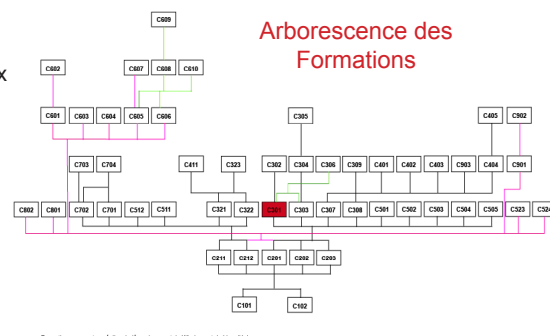 Arborescence des
Formations
x
C609
C602 C607 C608 C610
C601 C603 C604 C605 C606
C305 C405 C902
C703 C704 C411 C323 C302 C304 C306 C309 C401 C402 C403 C903 C404 C901
C802 C801 C702 C701 C512 C511 C321 C322 C301 C303 C307 C308 C501 C502 C503 C504 C505 C523 C524
C211 C212 C201 C202 C203
C101 C102